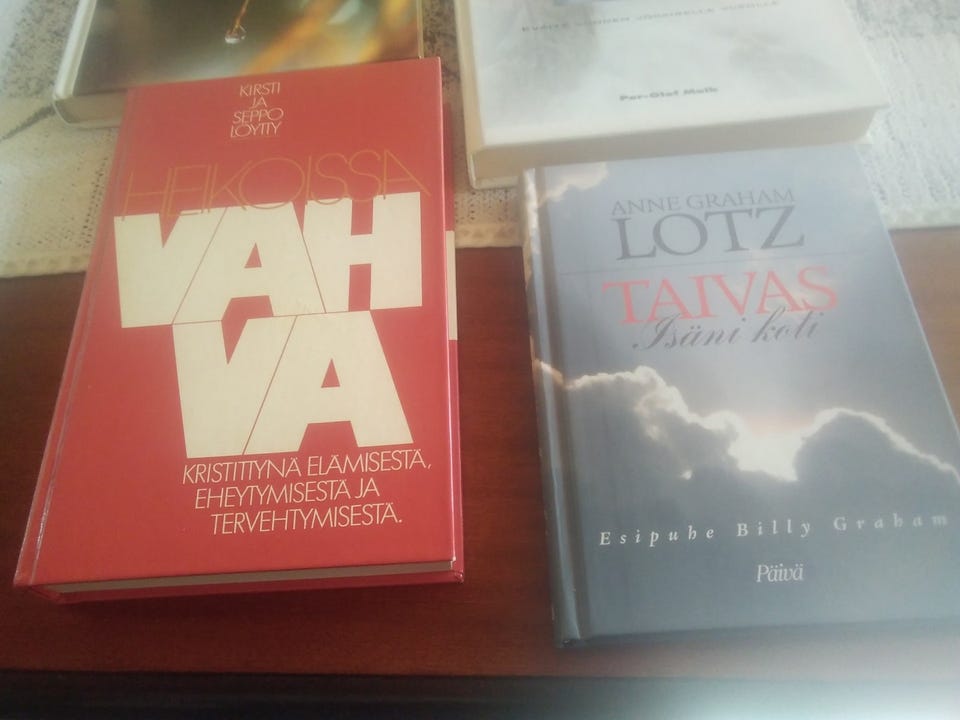 Per-Olof Malk
KIRSTI
JA
SEPPO
LÖYTTY
HEIKOISSA
VAH
VA
KRISTITTYNÄ ELÄMISESTÄ,
EHEYTYMISESTÄ JA
TERVEHTYMISESTÄ.
ANNE GRAHAM
LOTZ
TAIVAS
Isäni koti
Esipuhe Billy Graham
Päivä